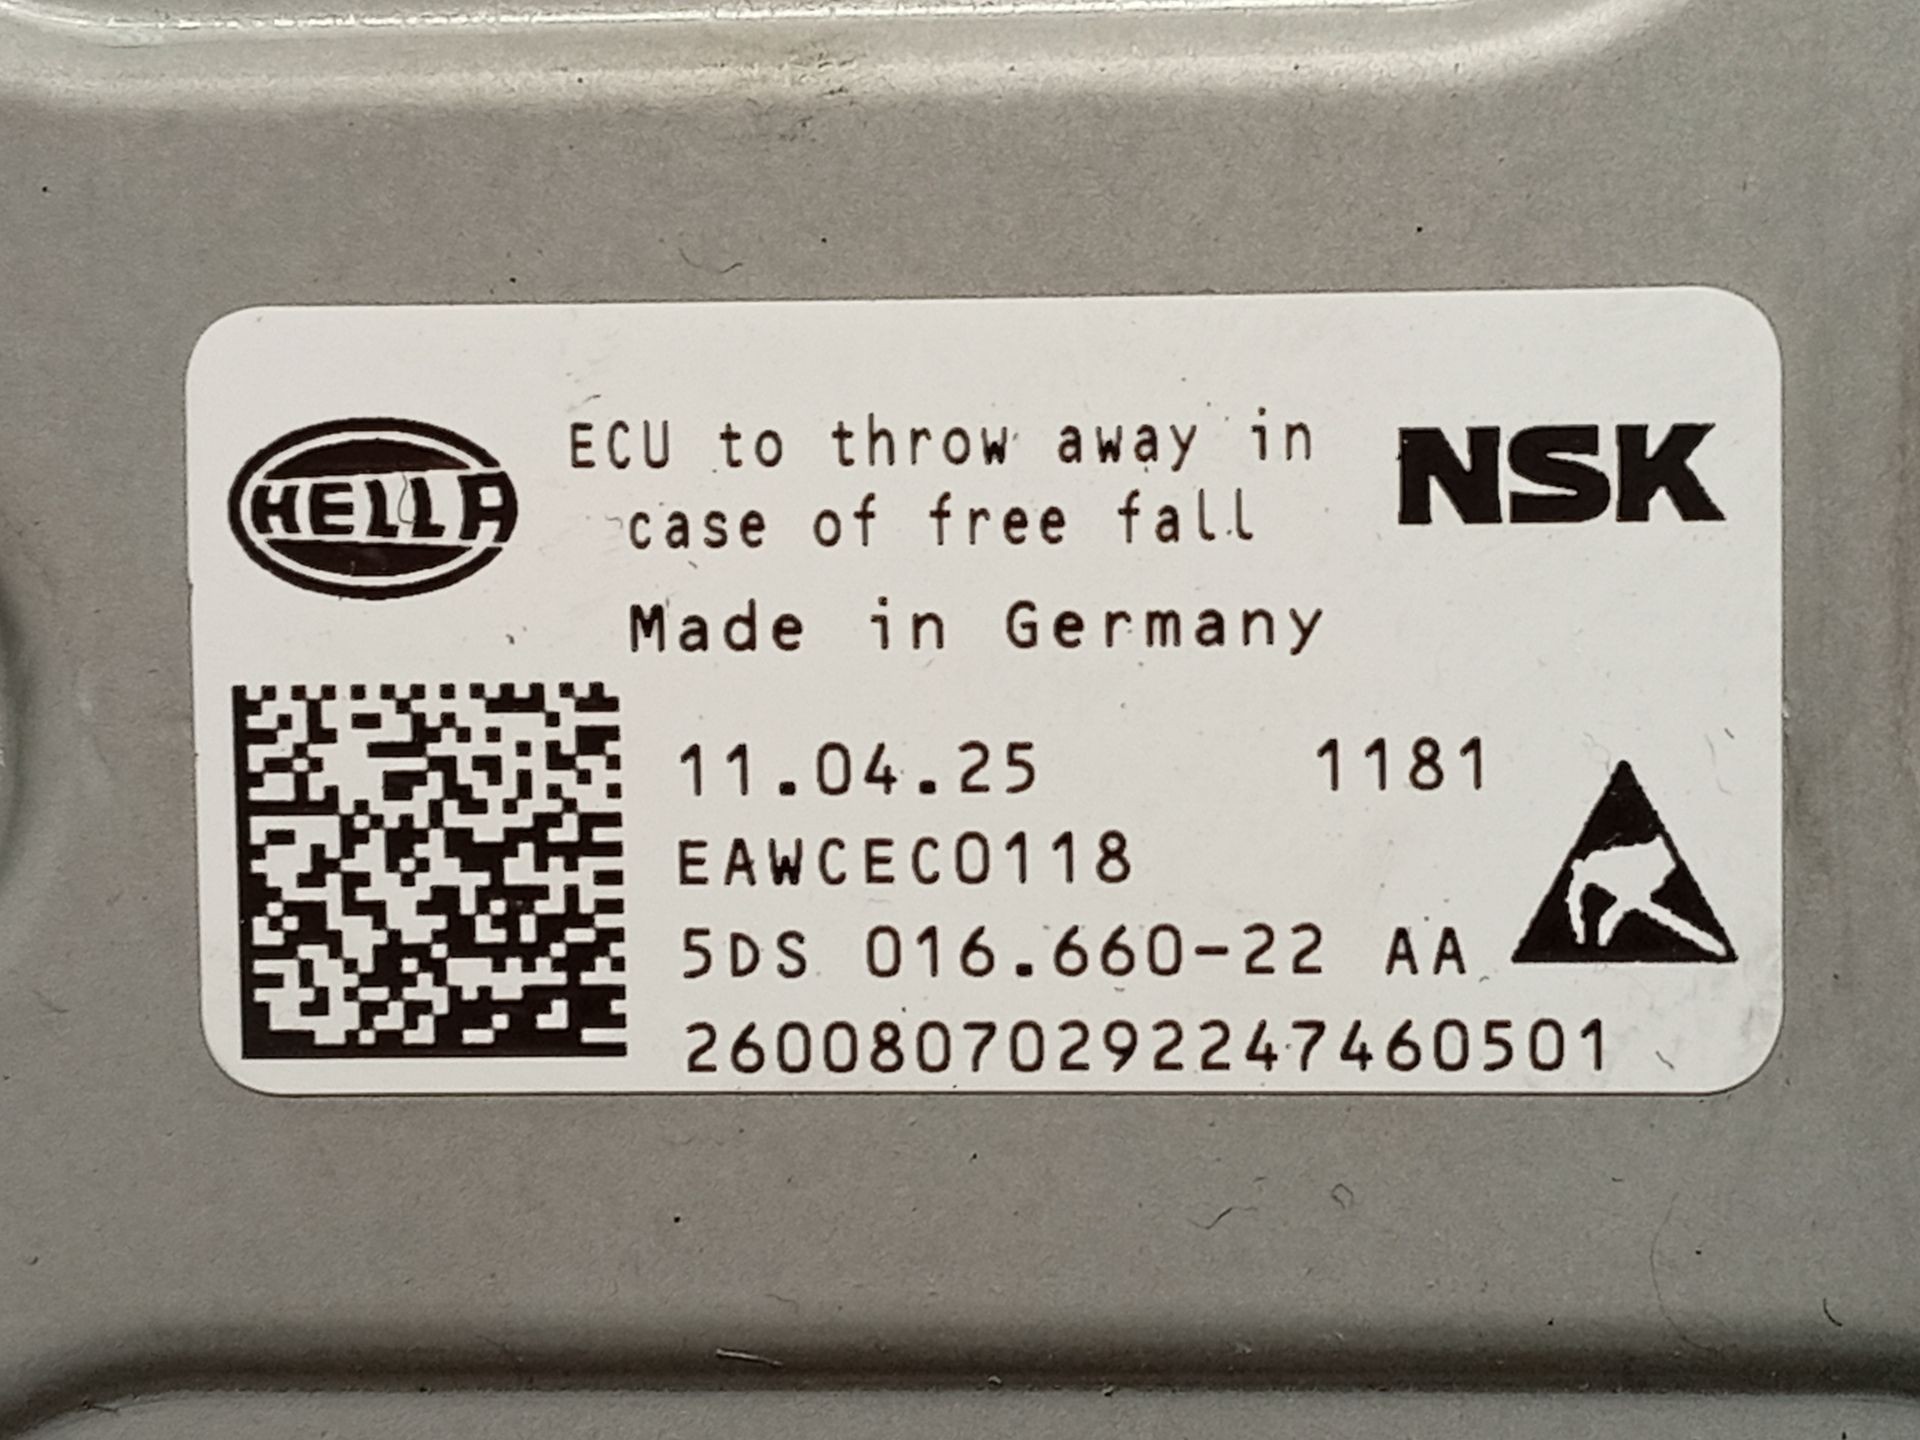 HELLA
ECU to throw away in
case of free fall
NSK
Made in Germany
11.04.25 1181
EAWCEC0118
5DS 016.660-22 AA
26008070292247460501